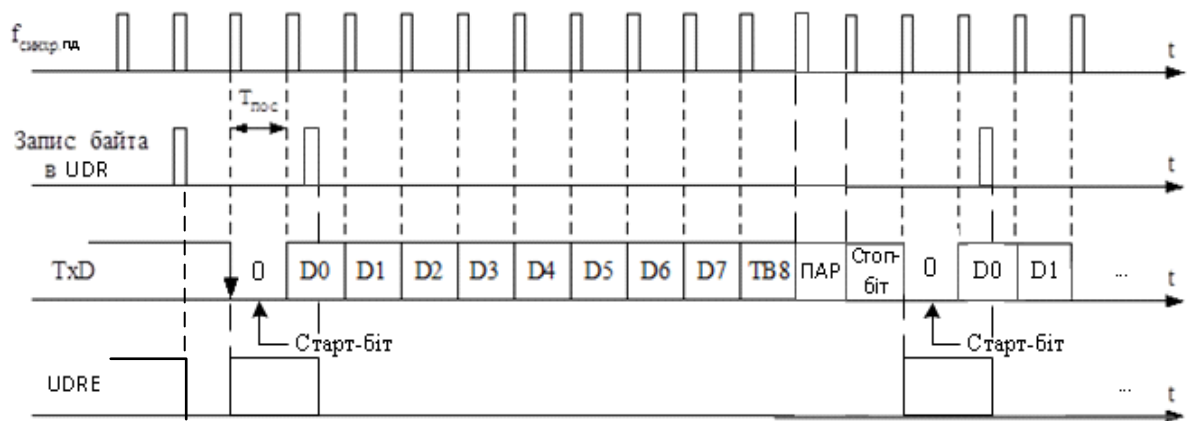 fсинхр.пд
t
Tпос
Запис байта
в UDR
t
TxD
0
D0
D1
D2
D3
D4
D5
D6
D7
TB8
ПАР
Стоп-
біт
0
D0
D1
...
t
Старт-біт
Старт-біт
UDRE
...
t